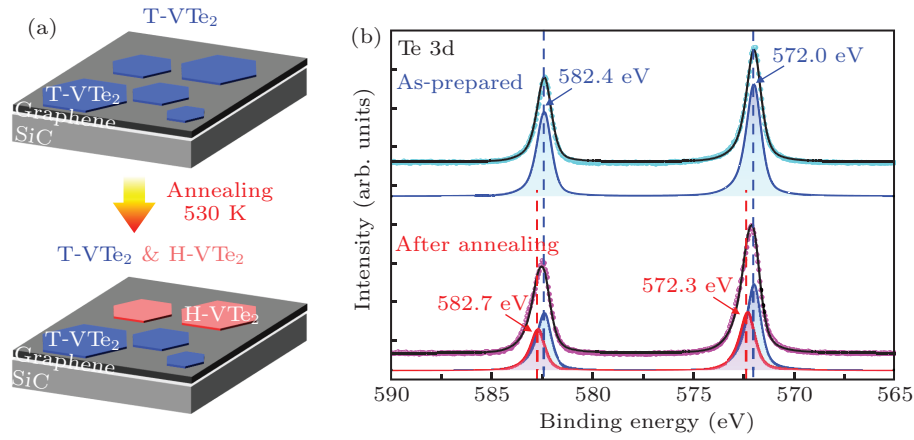 (a)
T-VTe₂
T-VTe₂
Graphene
SiC
Annealing
530 K
T-VTe₂ & H-VTe₂
H-VTe₂
T-VTe₂
Graphene
SiC
(b)
Te 3d
As-prepared
582.4 eV
572.0 eV
After annealing
582.7 eV
572.3 eV
Intensity (arb. units)
590 585 580 575 570 565
Binding energy (eV)